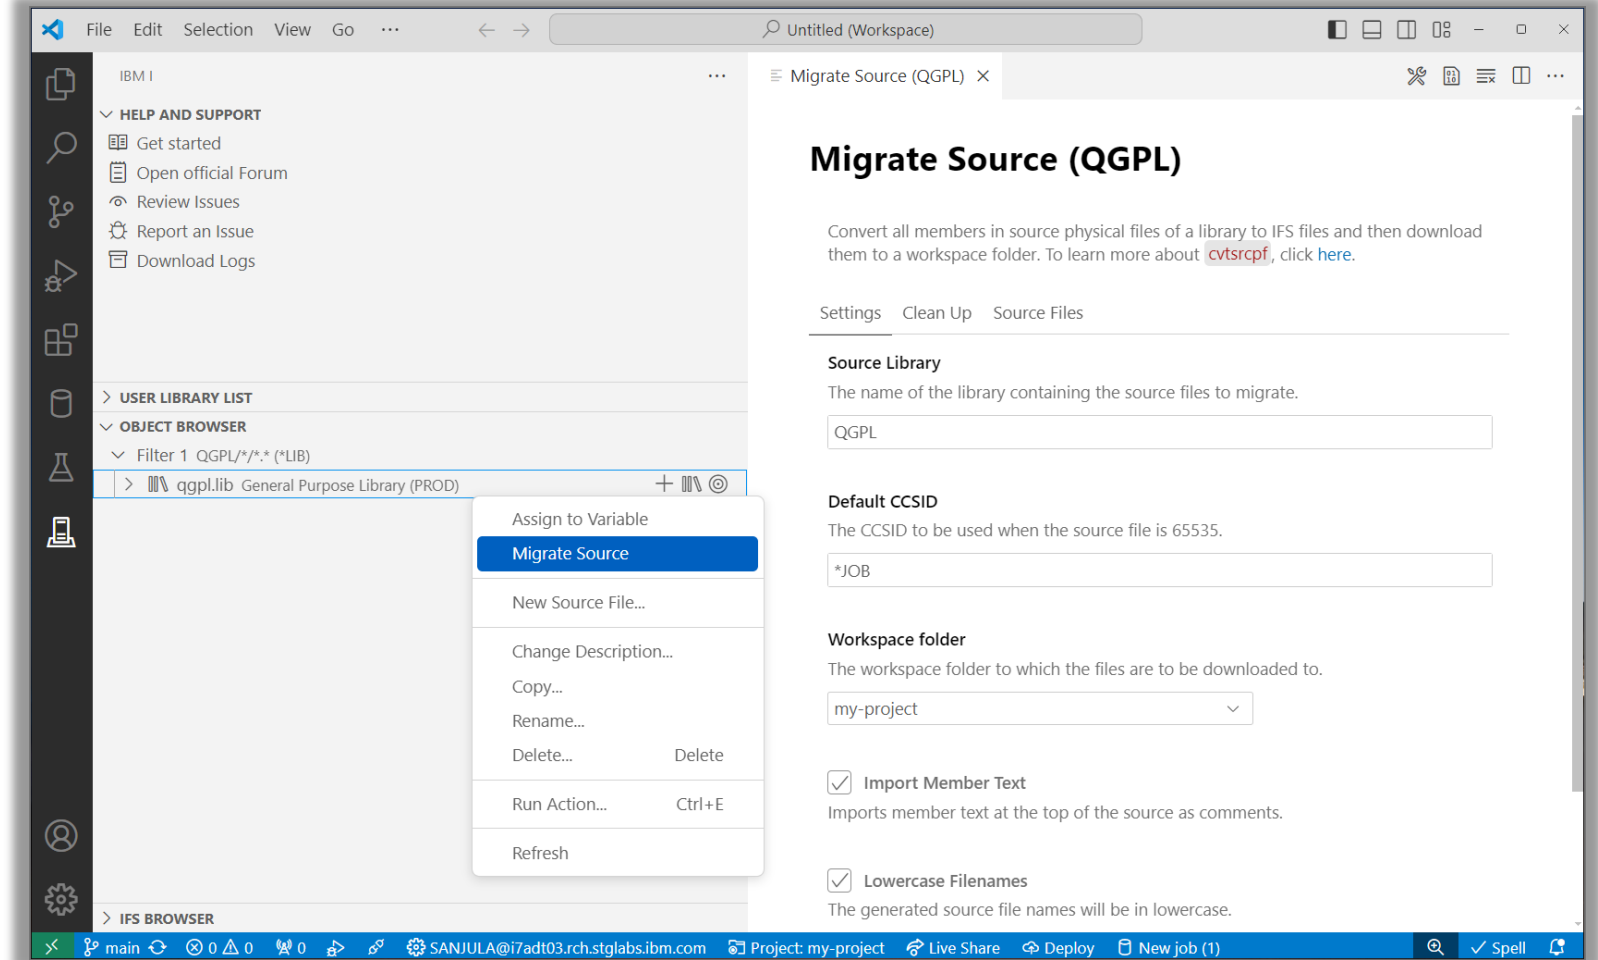 File Edit Selection View Go ··· Untitled (Workspace)
IBM I
HELP AND SUPPORT
Get started
Open official Forum
Review Issues
Report an Issue
Download Logs
USER LIBRARY LIST
OBJECT BROWSER
Filter 1 QGPL/*/*.* (*LIB)
qgpl.lib General Purpose Library (PROD)
Assign to Variable
Migrate Source
New Source File...
Change Description...
Copy...
Rename...
Delete... Delete
Run Action... Ctrl+E
Refresh
IFS BROWSER
Migrate Source (QGPL)
Migrate Source (QGPL)
Convert all members in source physical files of a library to IFS files and then download
them to a workspace folder. To learn more about cvtsrcpf, click here.
Settings Clean Up Source Files
Source Library
The name of the library containing the source files to migrate.
QGPL
Default CCSID
The CCSID to be used when the source file is 65535.
*JOB
Workspace folder
The workspace folder to which the files are to be downloaded to.
my-project
Import Member Text
Imports member text at the top of the source as comments.
Lowercase Filenames
The generated source file names will be in lowercase.
main 0 0 0 SANJULA@i7adt03.rch.stglabs.ibm.com Project: my-project Live Share Deploy New job (1) Spell